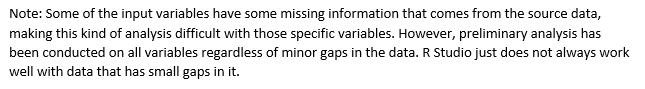 Note: Some of the input variables have some missing information that comes from the source data,
making this kind of analysis difficult with those specific variables. However, preliminary analysis has
been conducted on all variables regardless of minor gaps in the data. R Studio just does not always work
well with data that has small gaps in it.